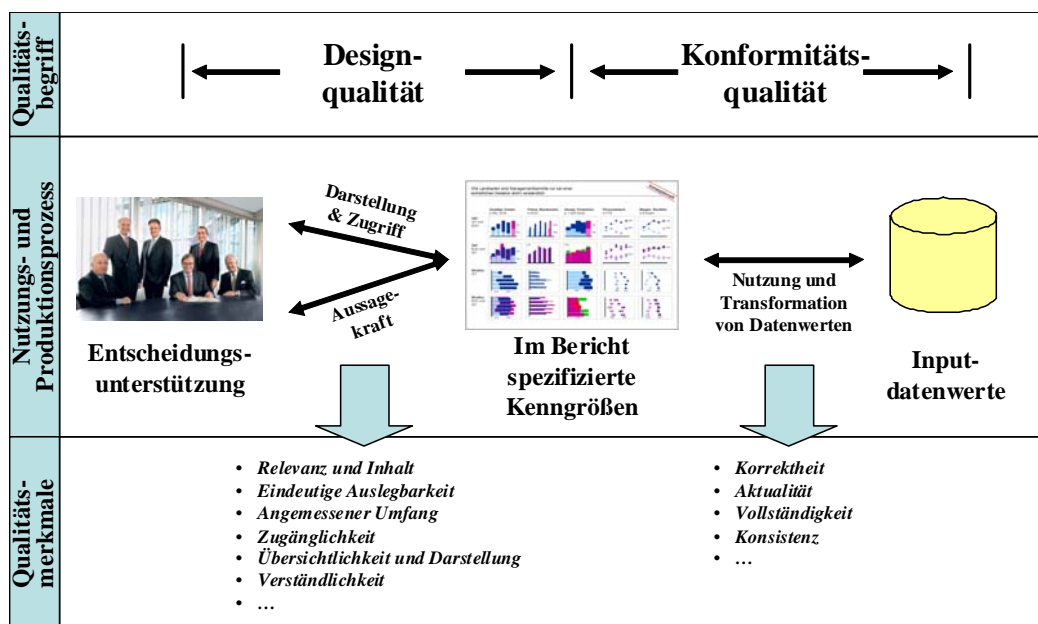 Qualitäts-
begriff
Design-
qualität
Konformitäts-
qualität
Nutzungs- und
Produktionsprozess
Darstellung
& Zugriff
Aussage-
kraft
Entscheidungs-
unterstützung
Im Bericht
spezifizierte
Kenngrößen
Nutzung und
Transformation
von Datenwerten
Input-
datenwerte
Qualitäts-
merkmale
• Relevanz und Inhalt
• Eindeutige Auslegbarkeit
• Angemessener Umfang
• Zugänglichkeit
• Übersichtlichkeit und Darstellung
• Verständlichkeit
• …
• Korrektheit
• Aktualität
• Vollständigkeit
• Konsistenz
• …